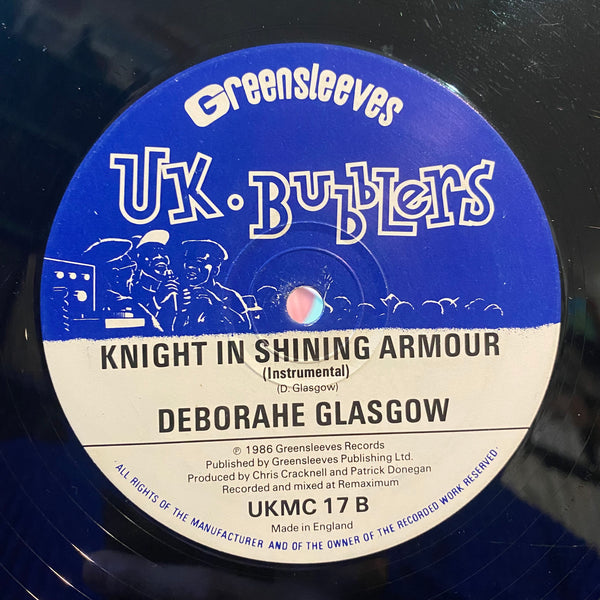 Greensleeves
UK·Bubblers
KNIGHT IN SHINING ARMOUR
(Instrumental)
(D. Glasgow)
DEBORAHE GLASGOW
℗ 1986 Greensleeves Records
Published by Greensleeves Publishing Ltd.
Produced by Chris Cracknell and Patrick Donegan
Recorded and mixed at Remaximum
UKMC 17 B
Made in England
·ALL RIGHTS OF THE MANUFACTURER AND OF THE OWNER OF THE RECORDED WORK RESERVED·